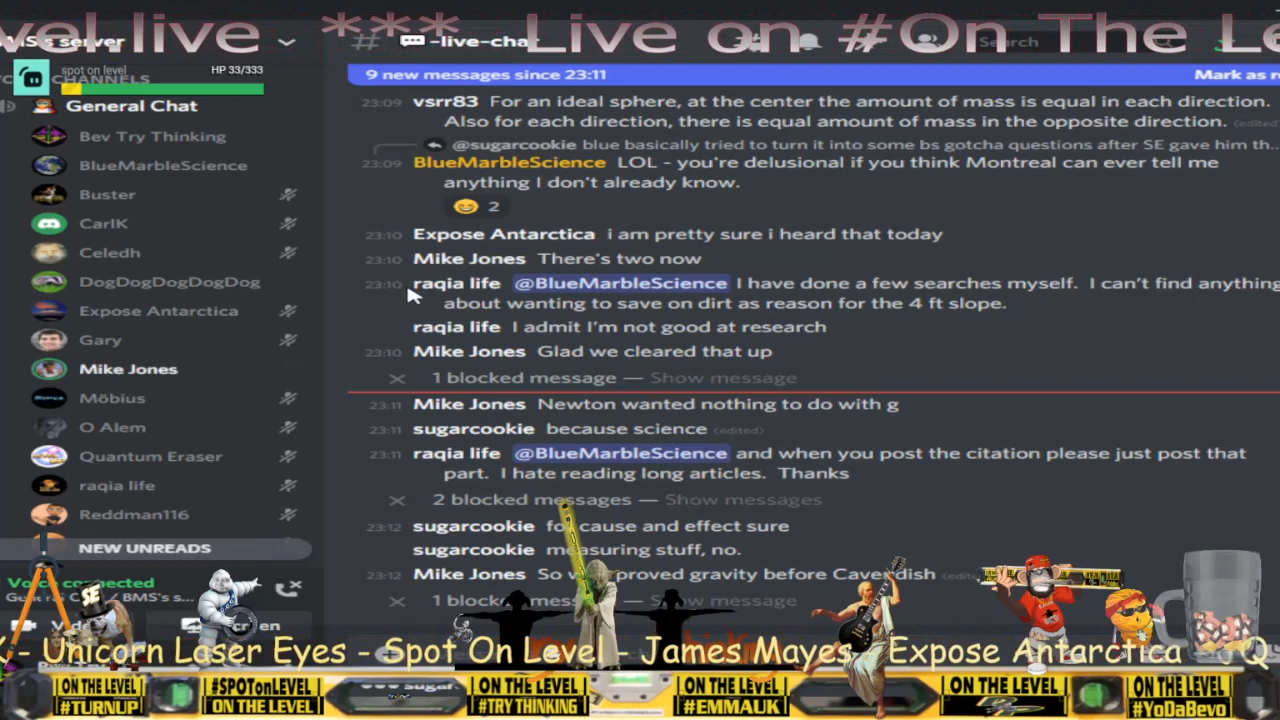 vel live *** Live on #On The Le
MS's server
# -live-cha
Search
spot on level
HP 33/333
CHANNELS
General Chat
Bev Try Thinking
BlueMarbleScience
Buster
CarlK
Celedh
DogDogDogDogDog
Expose Antarctica
Gary
Mike Jones
Möbius
O Alem
Quantum Eraser
raqia life
Reddman116
NEW UNREADS
Voice connected
9 new messages since 23:11
Mark as r
23:09 vsrr83 For an ideal sphere, at the center the amount of mass is equal in each direction.
Also for each direction, there is equal amount of mass in the opposite direction. (edited)
@sugarcookie blue basically tried to turn it into some bs gotcha questions after SE gave him th...
23:09 BlueMarbleScience LOL - you're delusional if you think Montreal can ever tell me
anything I don't already know.
2
23:10 Expose Antarctica i am pretty sure i heard that today
23:10 Mike Jones There's two now
23:10 raqia life @BlueMarbleScience I have done a few searches myself. I can't find anything
about wanting to save on dirt as reason for the 4 ft slope.
raqia life I admit I'm not good at research
23:10 Mike Jones Glad we cleared that up
1 blocked message — Show message
23:11 Mike Jones Newton wanted nothing to do with g
23:11 sugarcookie because science (edited)
23:11 raqia life @BlueMarbleScience and when you post the citation please just post that
part. I hate reading long articles. Thanks
2 blocked messages — Show messages
23:12 sugarcookie for cause and effect sure
sugarcookie measuring stuff, no.
23:12 Mike Jones So proved gravity before Cavendish
1 blocked message — Show message
SE
- Unicorn Laser Eyes - Spot On Level - James Mayes Expose Antarctica
ON THE LEVEL
#TURNUP
#SPOTonLEVEL
ON THE LEVEL
ON THE LEVEL
#TRY THINKING
ON THE LEVEL
#EMMAUK
ON THE LEVEL
ON THE LEVEL
#YoDaBevo